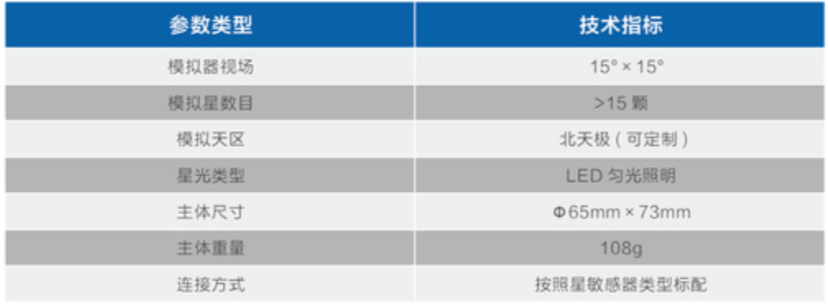 参数类型 技术指标
模拟器视场 15° × 15°
模拟星数目 >15 颗
模拟天区 北天极 ( 可定制 )
星光类型 LED 匀光照明
主体尺寸 Φ65mm × 73mm
主体重量 108g
连接方式 按照星敏感器类型标配